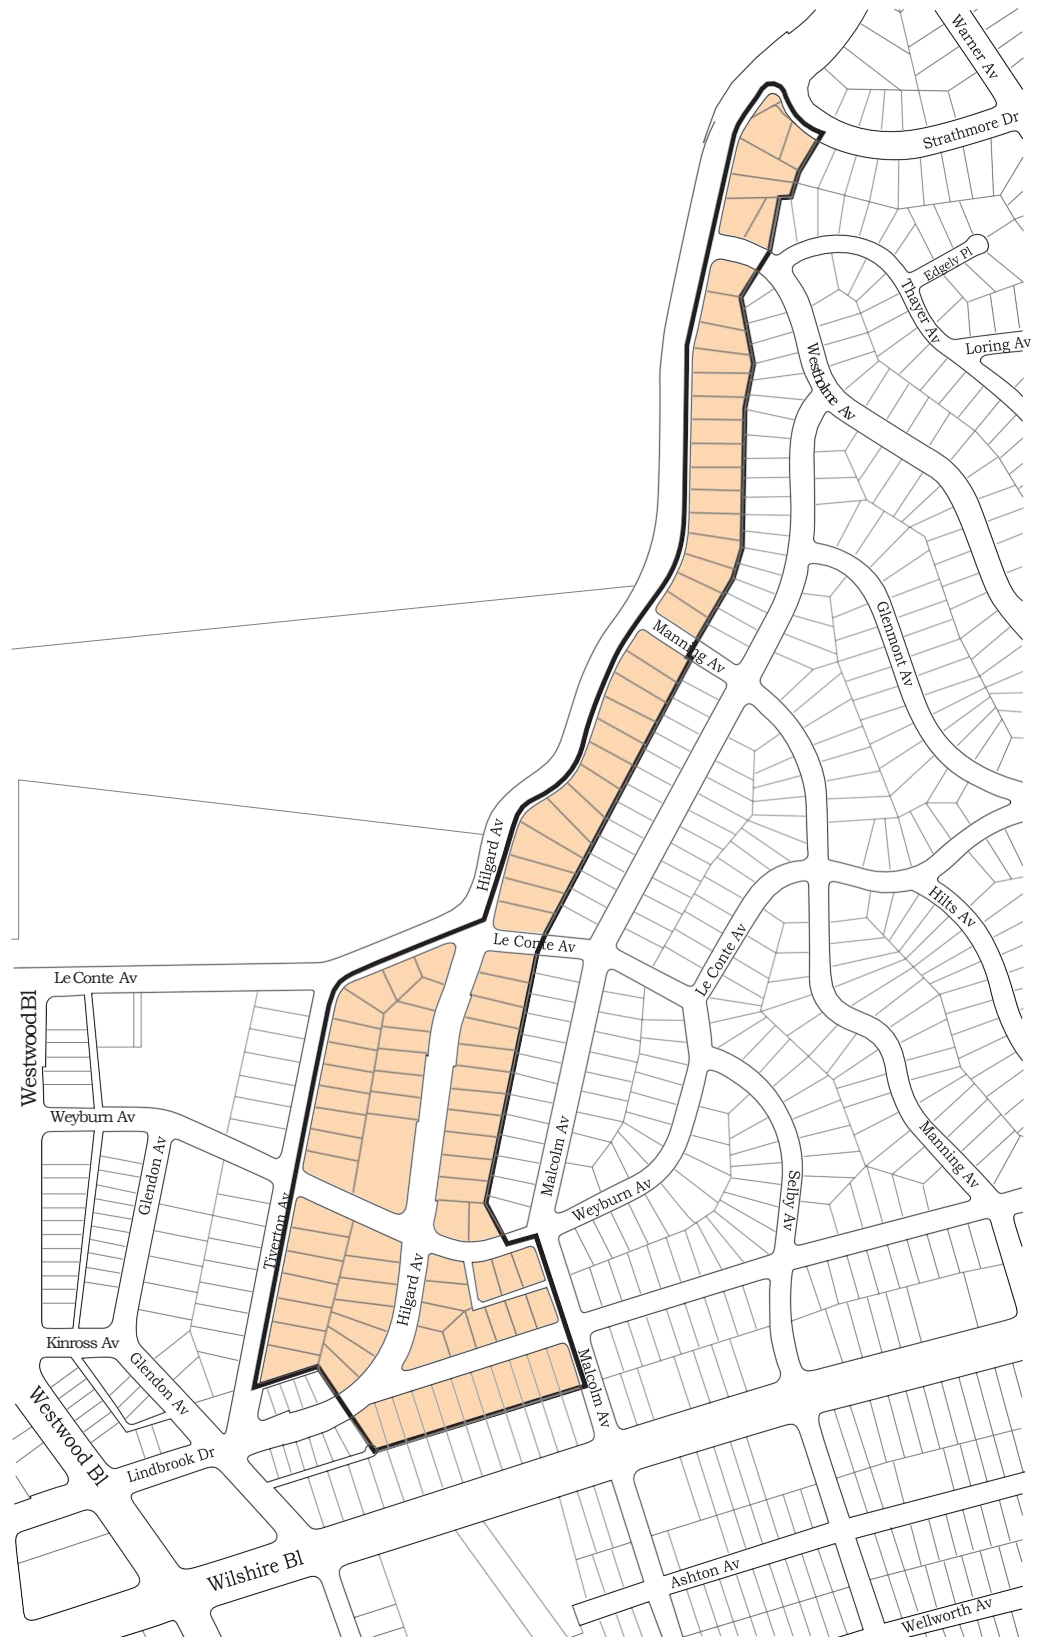 Warner Av
Strathmore Dr
Edgely Pl
Thayer Av
Loring Av
Westholme Av
Glenmont Av
Manning Av
Hilgard Av
Hilts Av
Le Conte Av
Le Conte Av
Le Conte Av
Westwood Bl
Weyburn Av
Glendon Av
Malcolm Av
Manning Av
Weyburn Av
Selby Av
Tiverton Av
Hilgard Av
Kinross Av
Glendon Av
Malcolm Av
Westwood Bl
Lindbrook Dr
Wilshire Bl
Ashton Av
Wellworth Av